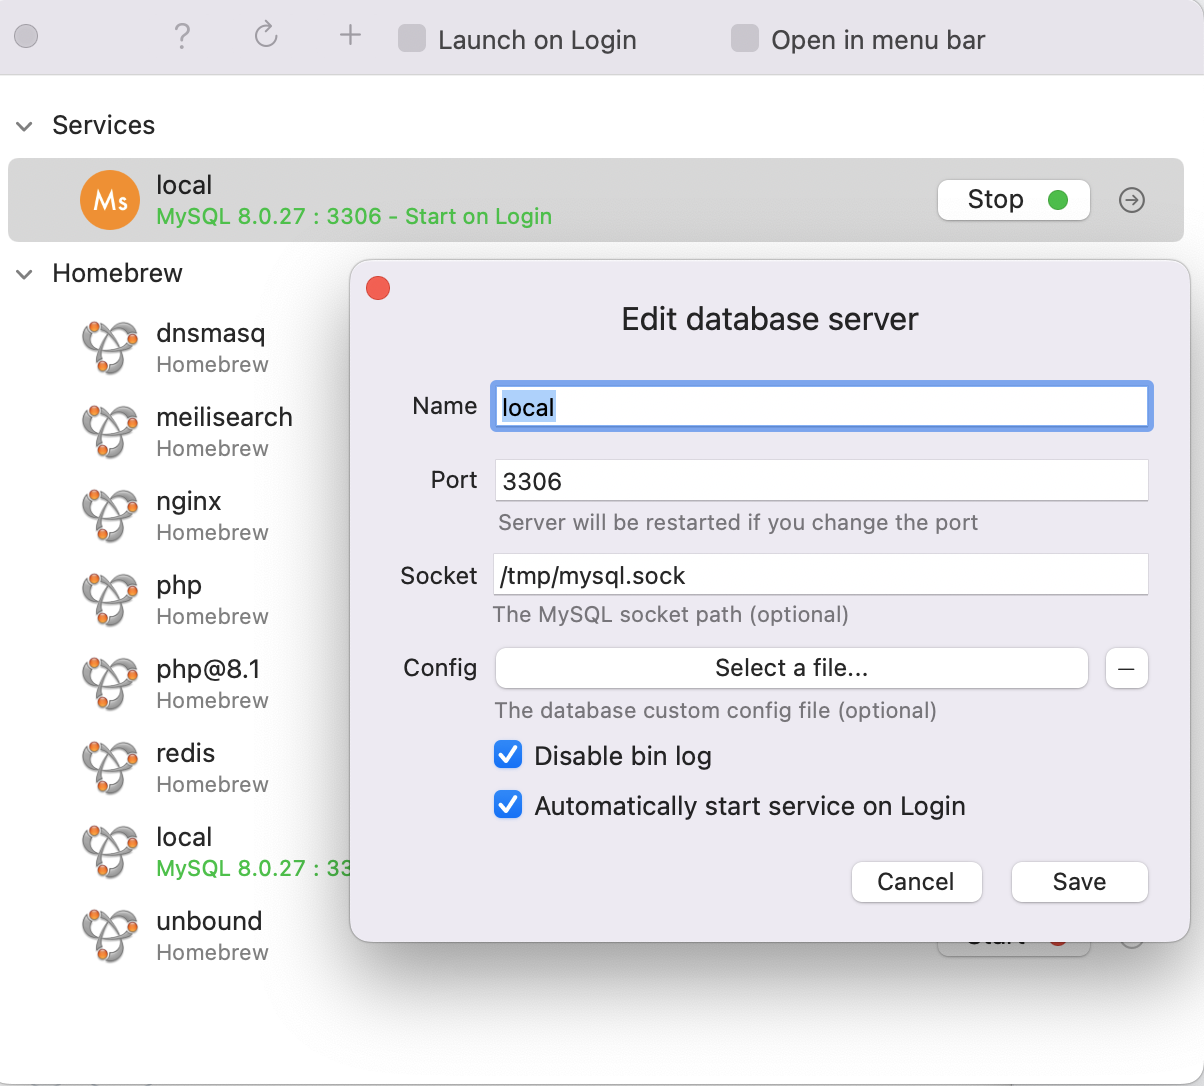 ?
Launch on Login
Open in menu bar
Services
Ms
local
MySQL 8.0.27 : 3306 - Start on Login
Stop
Homebrew
dnsmasq
Homebrew
meilisearch
Homebrew
nginx
Homebrew
php
Homebrew
php@8.1
Homebrew
redis
Homebrew
local
MySQL 8.0.27 : 33
unbound
Homebrew
Edit database server
Name
local
Port
3306
Server will be restarted if you change the port
Socket
/tmp/mysql.sock
The MySQL socket path (optional)
Config
Select a file...
The database custom config file (optional)
Disable bin log
Automatically start service on Login
Cancel
Save